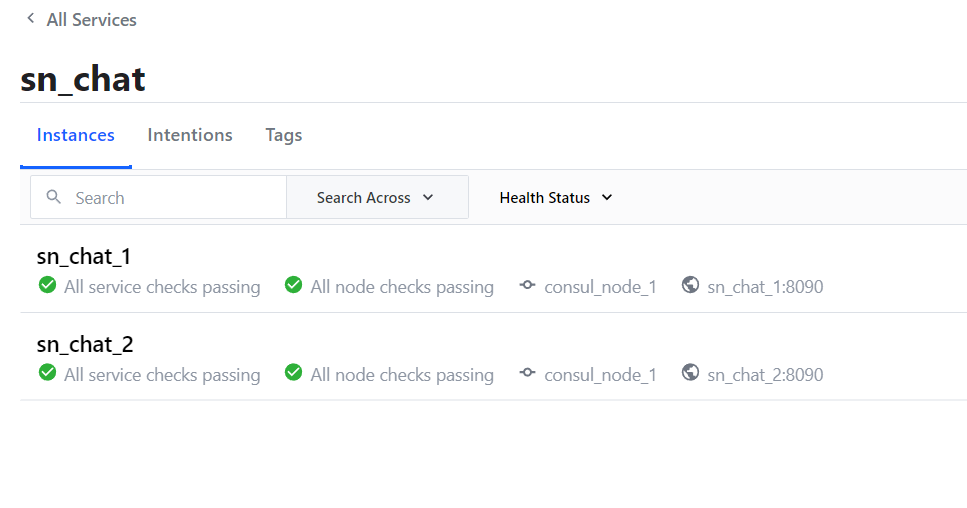 All Services
sn_chat
Instances Intentions Tags
Search Search Across Health Status
sn_chat_1
All service checks passing All node checks passing consul_node_1 sn_chat_1:8090
sn_chat_2
All service checks passing All node checks passing consul_node_1 sn_chat_2:8090